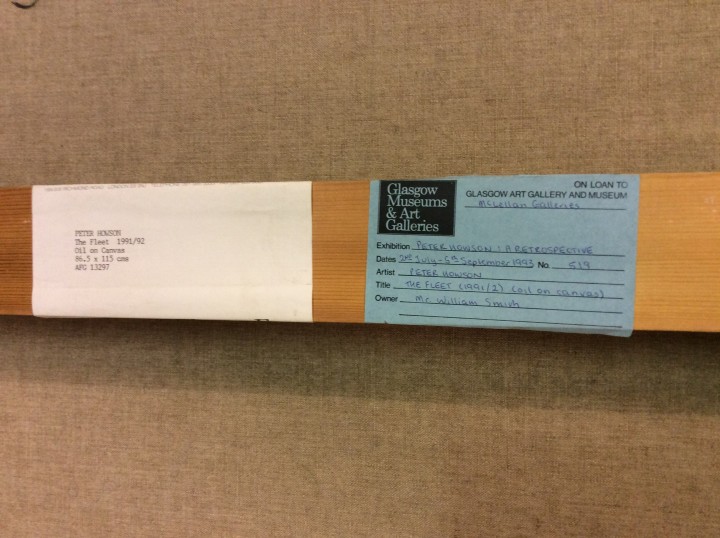 PETER HOWSON
The Fleet 1991/92
Oil on Canvas
86.5 x 115 cms
AFG 13297
Glasgow
Museums
& Art
Galleries
ON LOAN TO
GLASGOW ART GALLERY AND MUSEUM
McLellan Galleries
Exhibition PETER HOWSON : A RETROSPECTIVE
Dates 2nd July - 5th September 1993 No. 519
Artist PETER HOWSON
Title THE FLEET (1991/2) (oil on canvas)
Owner Mr. William Smith